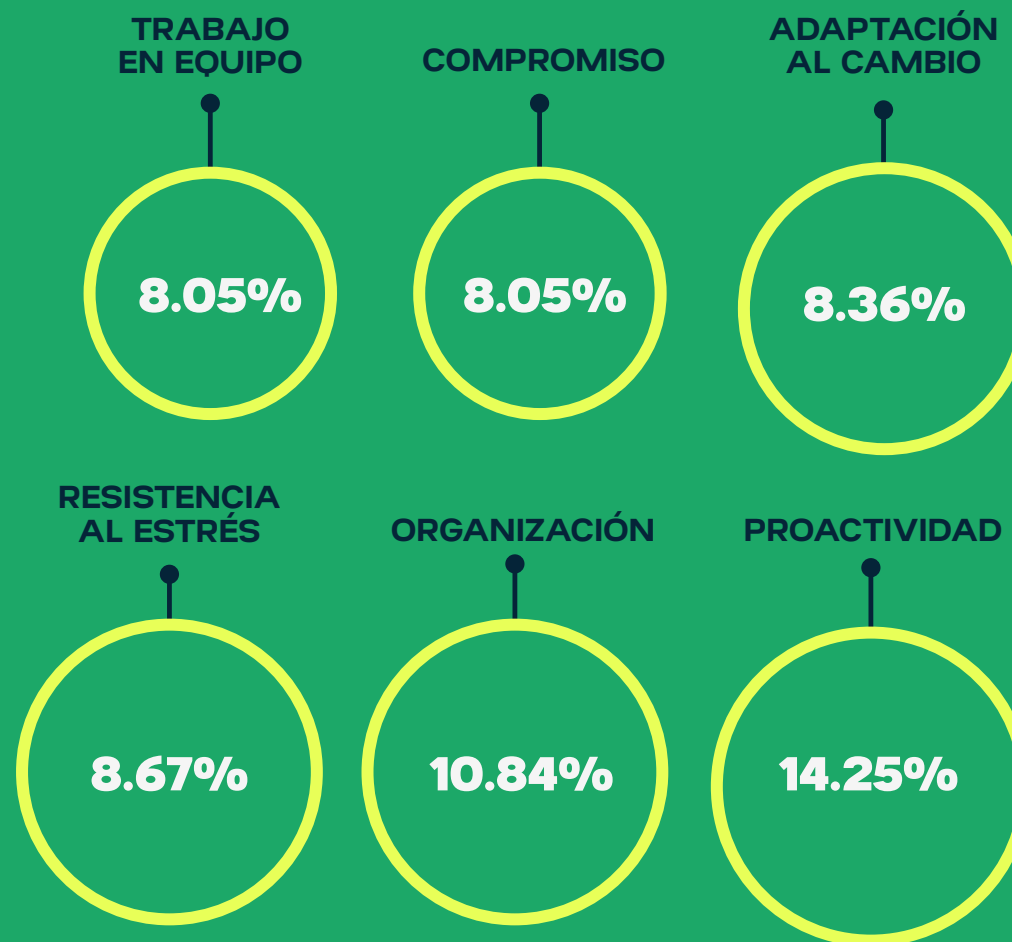 TRABAJO
EN EQUIPO
COMPROMISO
ADAPTACIÓN
AL CAMBIO
8.05%
8.05%
8.36%
RESISTENCIA
AL ESTRÉS
ORGANIZACIÓN
PROACTIVIDAD
8.67%
10.84%
14.25%